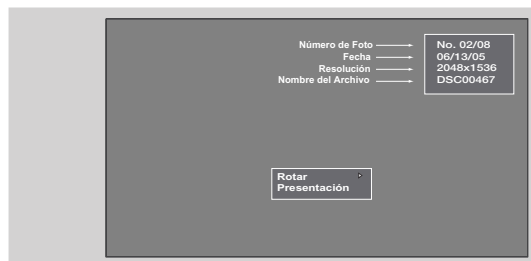 Número de Foto No. 02/08
Fecha 06/13/05
Resolución 2048x1536
Nombre del Archivo DSC00467
Rotar
Presentación